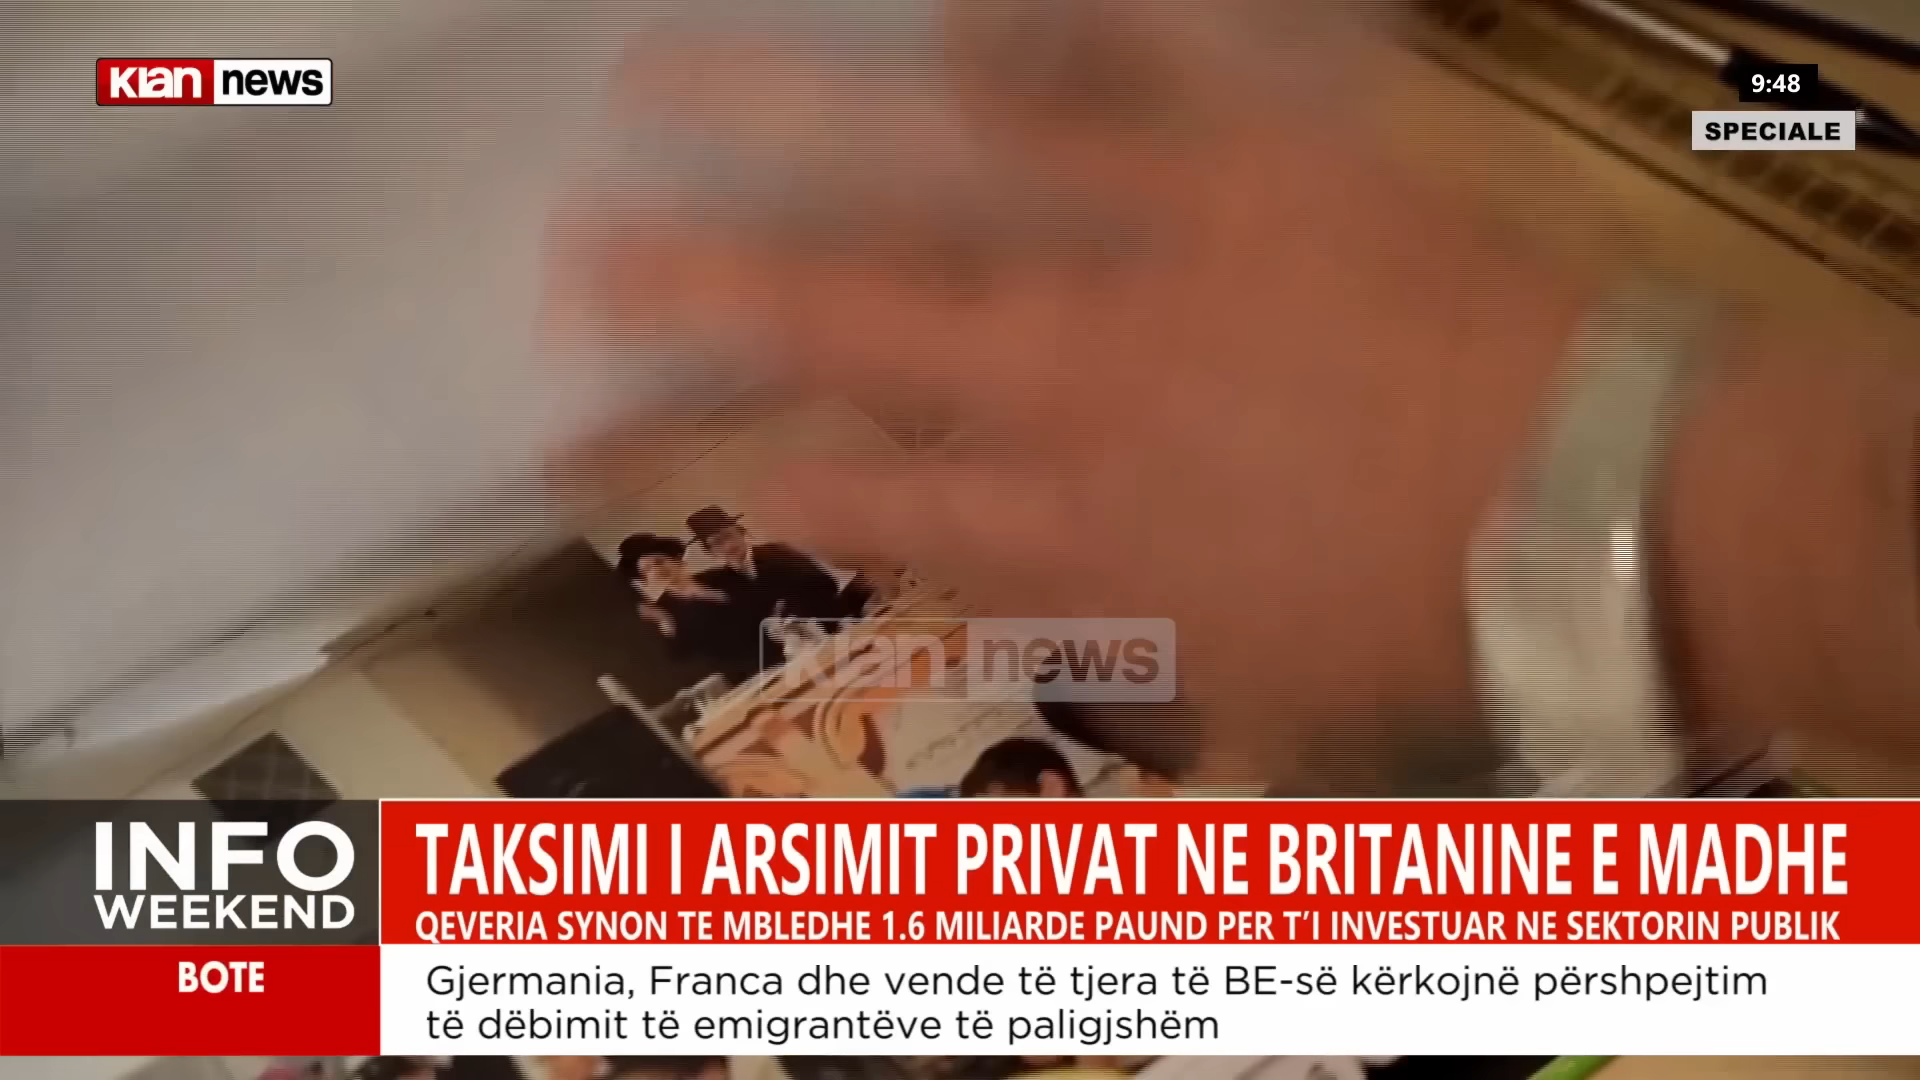 Klan news
9:48
SPECIALE
Klan news
INFO
WEEKEND
TAKSIMI I ARSIMIT PRIVAT NE BRITANINE E MADHE
QEVERIA SYNON TE MBLEDHE 1.6 MILIARDE PAUND PER T'I INVESTUAR NE SEKTORIN PUBLIK
BOTE
Gjermania, Franca dhe vende të tjera të BE-së kërkojnë përshpejtim
të dëbimit të emigrantëve të paligjshëm